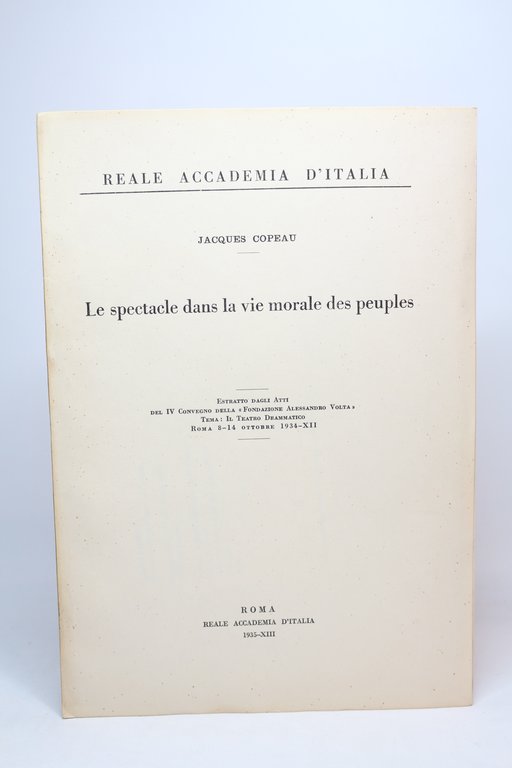 REALE ACCADEMIA D'ITALIA
JACQUES COPEAU
Le spectacle dans la vie morale des peuples
Estratto dagli Atti
del IV Convegno della «Fondazione Alessandro Volta»
Tema: Il Teatro Drammatico
Roma 8-14 ottobre 1934-XII
ROMA
REALE ACCADEMIA D'ITALIA
1935-XIII